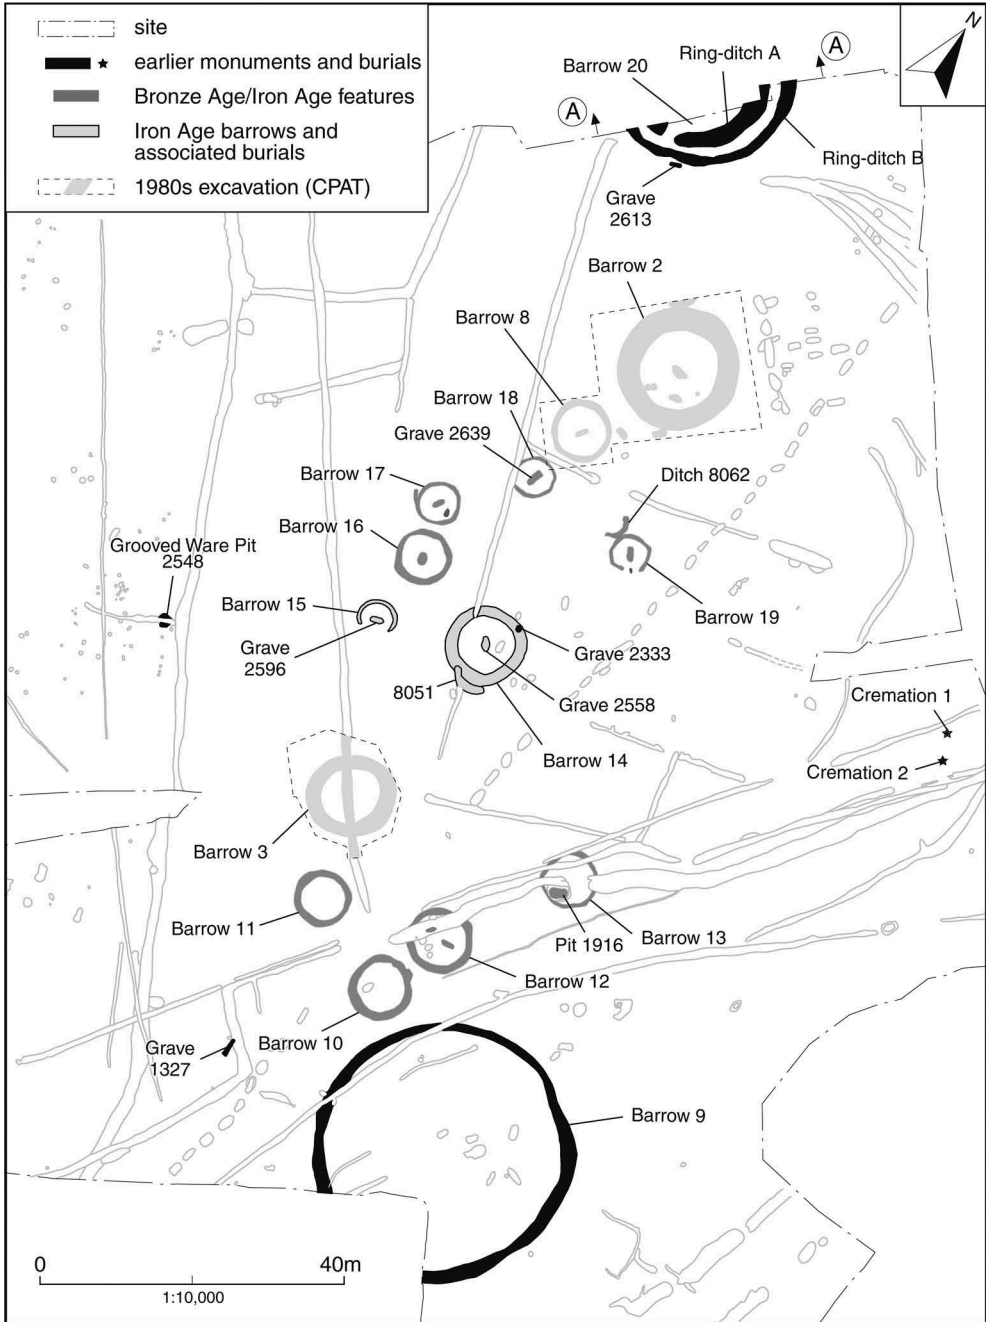 site
earlier monuments and burials
Bronze Age/Iron Age features
Iron Age barrows and
associated burials
1980s excavation (CPAT)
N
A
Ring-ditch A
Barrow 20
A
Ring-ditch B
Grave
2613
Barrow 2
Barrow 8
Barrow 18
Grave 2639
Barrow 17
Ditch 8062
Barrow 16
Grooved Ware Pit
2548
Barrow 15
Barrow 19
Grave
2596
Grave 2333
8051
Grave 2558
Cremation 1
Barrow 14
Cremation 2
Barrow 3
Barrow 11
Pit 1916
Barrow 13
Barrow 12
Barrow 10
Grave
1327
Barrow 9
0
40m
1:10,000